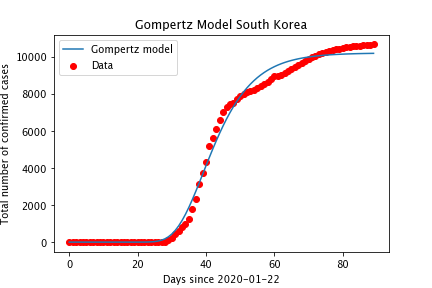 Gompertz Model South Korea
Gompertz model
Data
Total number of confirmed cases
10000
8000
6000
4000
2000
0
0 20 40 60 80
Days since 2020-01-22